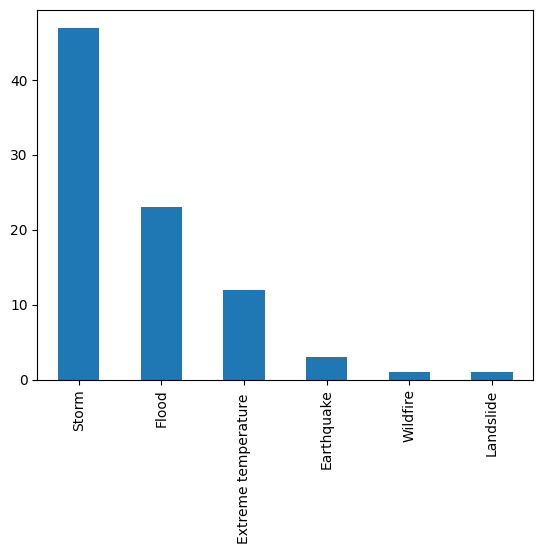 40
30
20
10
0
Storm
Flood
Extreme temperature
Earthquake
Wildfire
Landslide